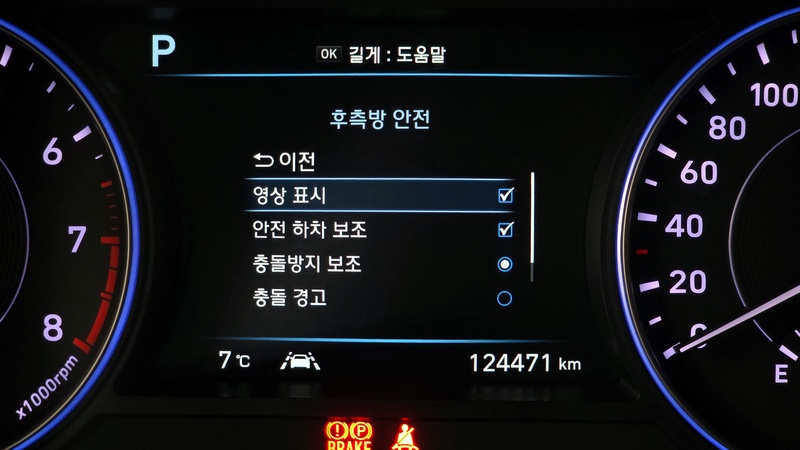 P
OK 길게 : 도움말
후측방 안전
이전
영상 표시
안전 하차 보조
충돌방지 보조
충돌 경고
7℃
124471 km
6
7
8
x1000rpm
100
80
60
40
20
0
E
(!) (P)
BRAKE